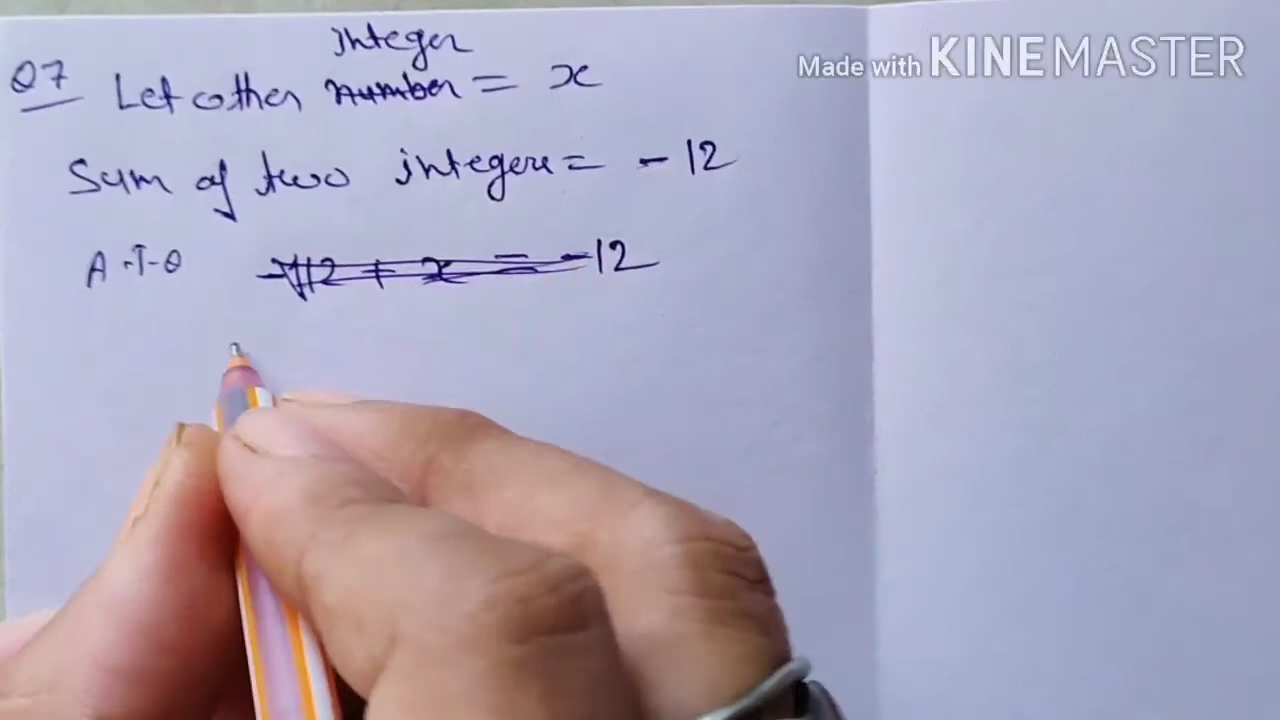 integer
Q7 Let other number = x
Sum of two integers = -12
A-T-Q -12 + x = -12
Made with KINEMASTER